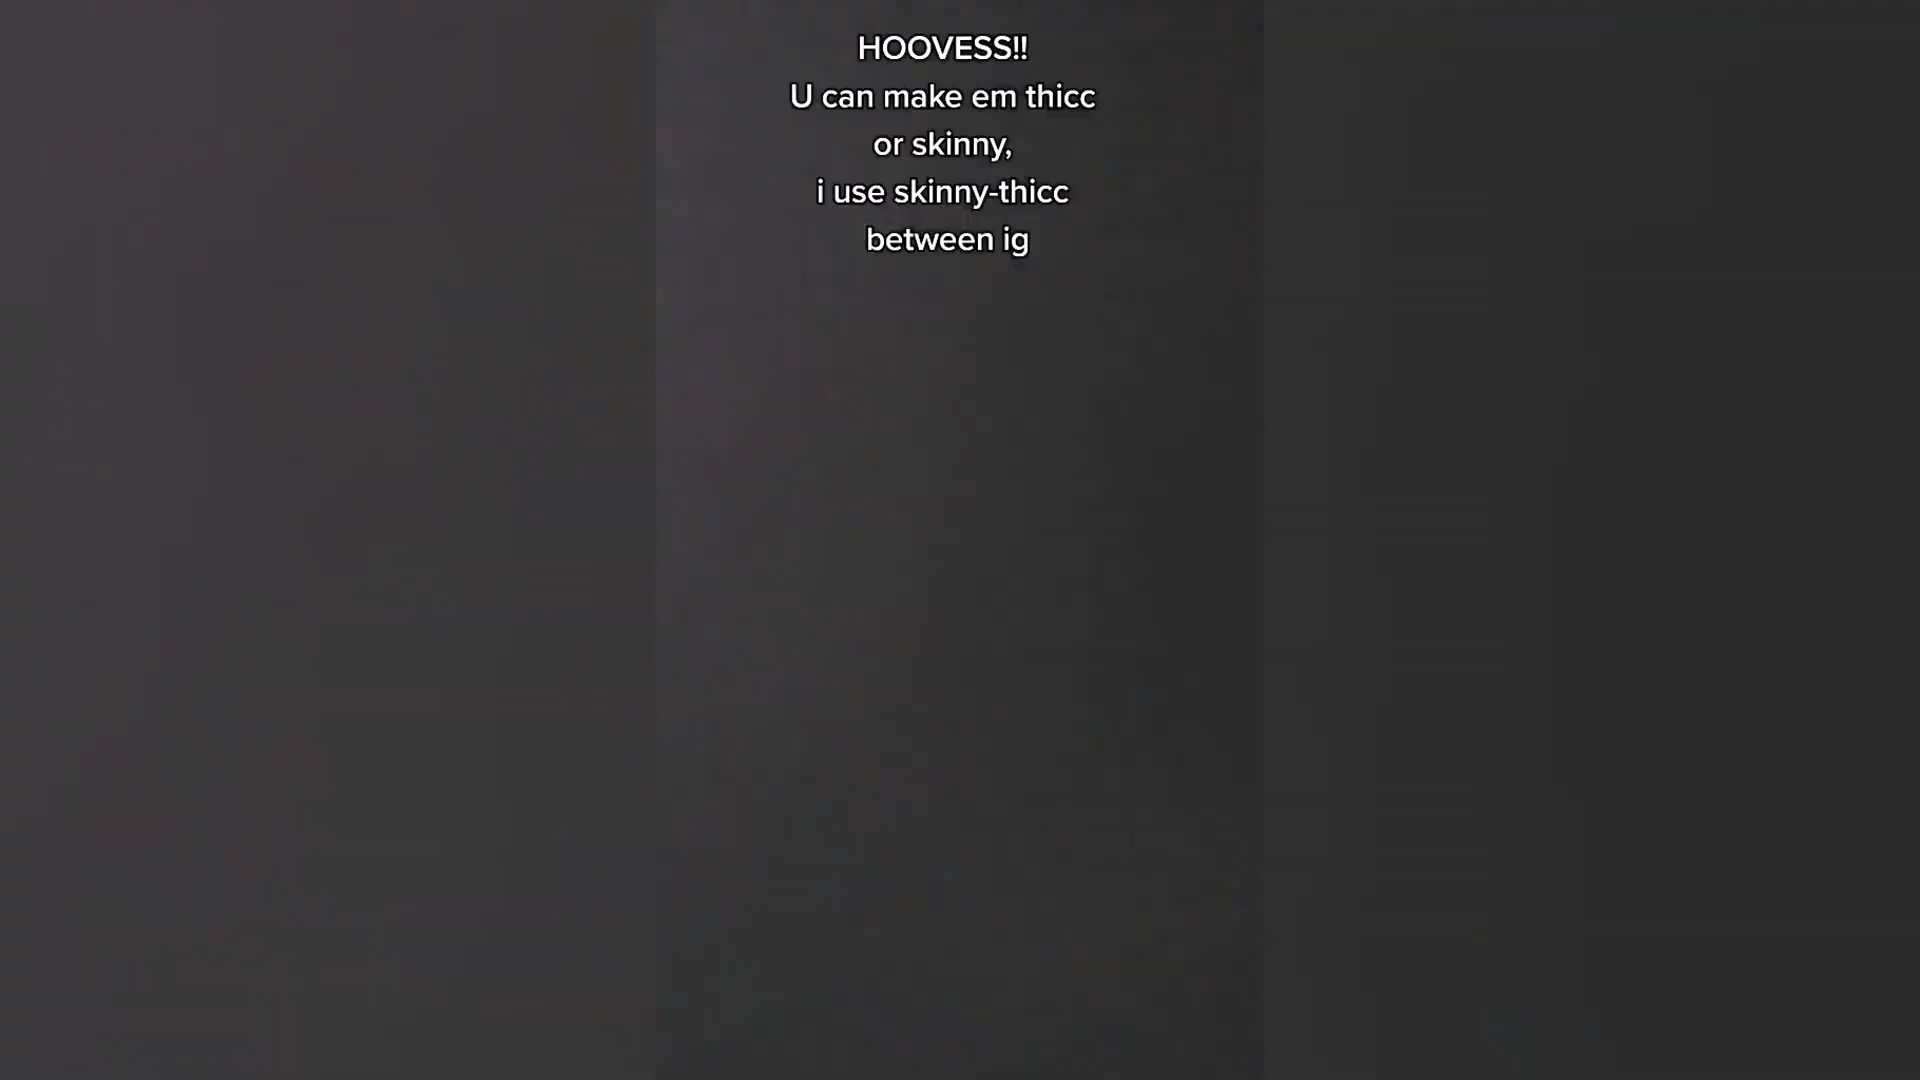 HOOVESS!!
U can make em thicc
or skinny,
i use skinny-thicc
between ig